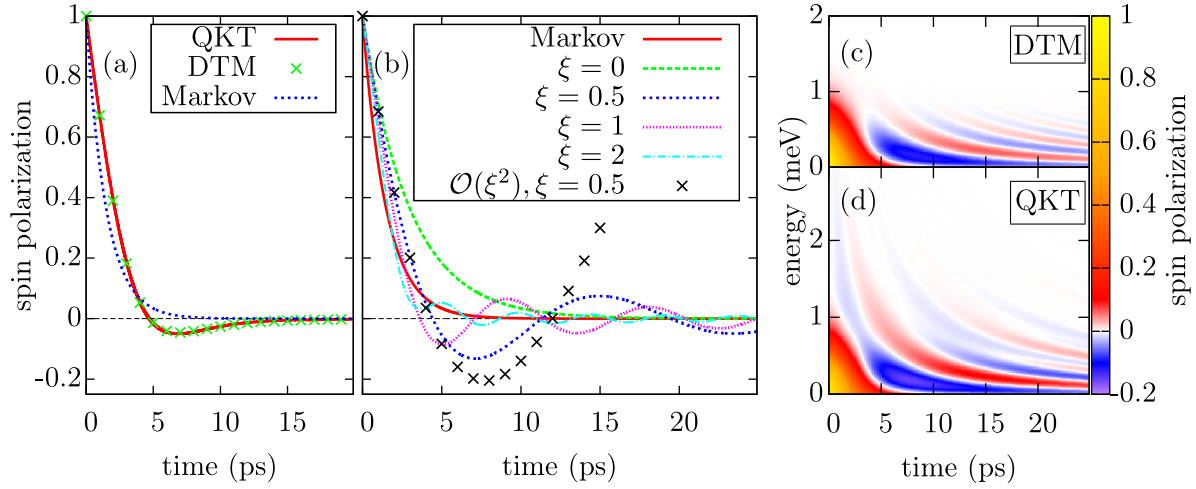 1
0.8
0.6
0.4
0.2
0
-0.2
spin polarization
(a)
QKT
DTM
Markov
0 5 10 15
time (ps)
(b)
Markov
ξ = 0
ξ = 0.5
ξ = 1
ξ = 2
O(ξ²), ξ = 0.5
0 5 10 15 20
time (ps)
2
1
0
(c)
DTM
2
1
0
energy (meV)
(d)
QKT
0 5 10 15 20
time (ps)
1
0.8
0.6
0.4
0.2
0
-0.1
-0.2
spin polarization